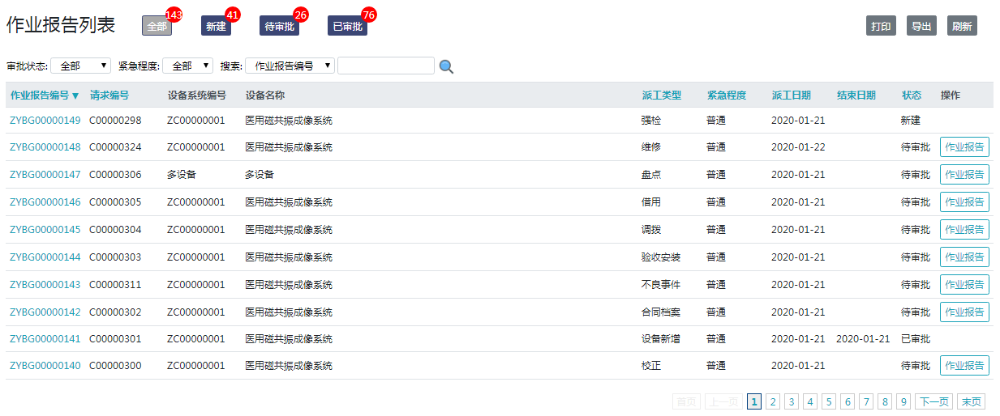 作业报告列表 全部 143 新建 41 待审批 26 已审批 76 打印 导出 刷新
审批状态: 全部 ▼ 紧急程度: 全部 ▼ 搜索: 作业报告编号 ▼
作业报告编号▼ 请求编号 设备系统编号 设备名称 派工类型 紧急程度 派工日期 结束日期 状态 操作
ZYBG00000149 C00000298 ZC00000001 医用磁共振成像系统 强检 普通 2020-01-21 新建
ZYBG00000148 C00000324 ZC00000001 医用磁共振成像系统 维修 普通 2020-01-22 待审批 作业报告
ZYBG00000147 C00000306 多设备 多设备 盘点 普通 2020-01-21 待审批 作业报告
ZYBG00000146 C00000305 ZC00000001 医用磁共振成像系统 借用 普通 2020-01-21 待审批 作业报告
ZYBG00000145 C00000304 ZC00000001 医用磁共振成像系统 调拨 普通 2020-01-21 待审批 作业报告
ZYBG00000144 C00000303 ZC00000001 医用磁共振成像系统 验收安装 普通 2020-01-21 待审批 作业报告
ZYBG00000143 C00000311 ZC00000001 医用磁共振成像系统 不良事件 普通 2020-01-21 待审批 作业报告
ZYBG00000142 C00000302 ZC00000001 医用磁共振成像系统 合同档案 普通 2020-01-21 待审批 作业报告
ZYBG00000141 C00000301 ZC00000001 医用磁共振成像系统 设备新增 普通 2020-01-21 2020-01-21 已审批
ZYBG00000140 C00000300 ZC00000001 医用磁共振成像系统 校正 普通 2020-01-21 待审批 作业报告
首页 上一页 1 2 3 4 5 6 7 8 9 下一页 末页